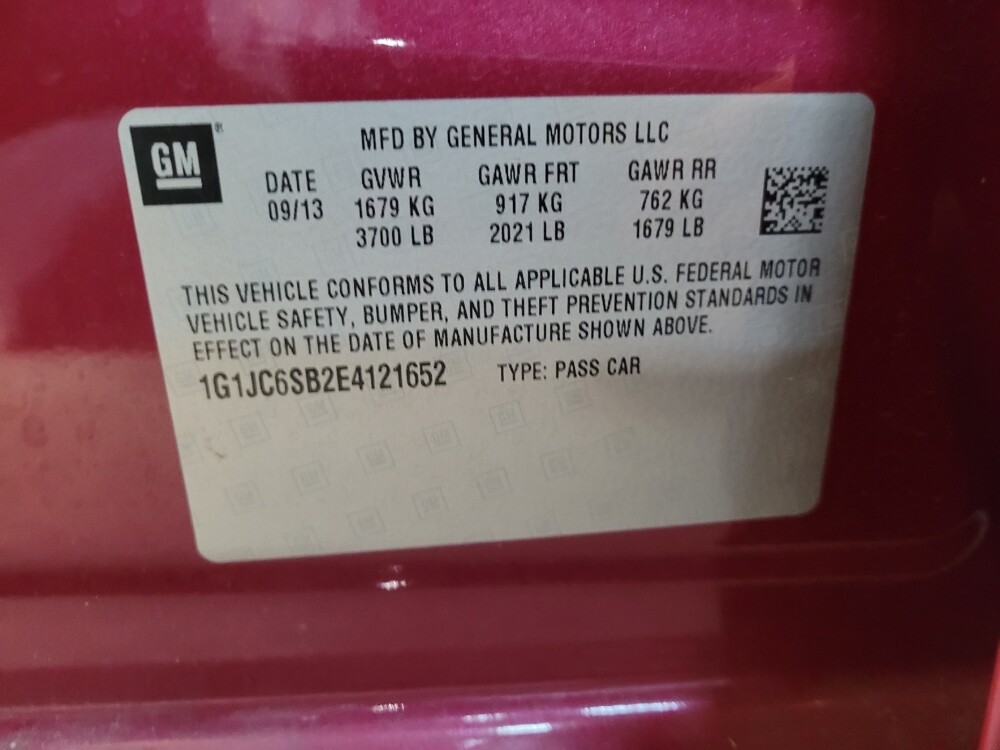 GM®
MFD BY GENERAL MOTORS LLC
DATE GVWR GAWR FRT GAWR RR
09/13 1679 KG 917 KG 762 KG
3700 LB 2021 LB 1679 LB
THIS VEHICLE CONFORMS TO ALL APPLICABLE U.S. FEDERAL MOTOR
VEHICLE SAFETY, BUMPER, AND THEFT PREVENTION STANDARDS IN
EFFECT ON THE DATE OF MANUFACTURE SHOWN ABOVE.
1G1JC6SB2E4121652 TYPE: PASS CAR